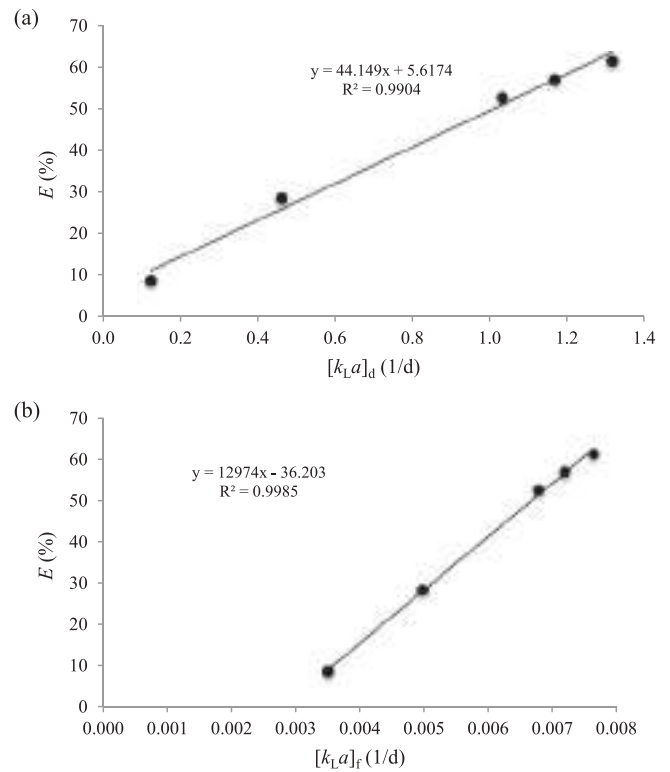 (a)
70
60
50
40
30
20
10
0
E (%)
y = 44.149x + 5.6174
R² = 0.9904
0.0 0.2 0.4 0.6 0.8 1.0 1.2 1.4
[kLa]d (1/d)
(b)
70
60
50
40
30
20
10
0
E (%)
y = 12974x - 36.203
R² = 0.9985
0.000 0.001 0.002 0.003 0.004 0.005 0.006 0.007 0.008
[kLa]f (1/d)